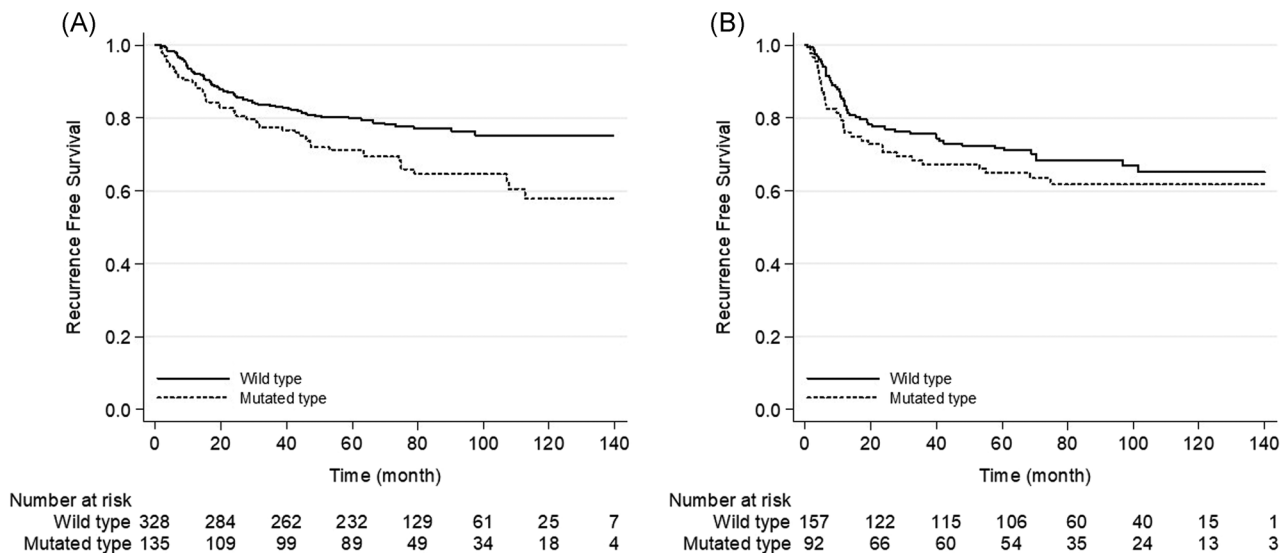 (A)
1.0
0.8
0.6
0.4
0.2
0.0
Recurrence Free Survival
Wild type
Mutated type
0 20 40 60 80 100 120 140
Time (month)
Number at risk
Wild type 328 284 262 232 129 61 25 7
Mutated type 135 109 99 89 49 34 18 4
(B)
1.0
0.8
0.6
0.4
0.2
0.0
Recurrence Free Survival
Wild type
Mutated type
0 20 40 60 80 100 120 140
Time (month)
Number at risk
Wild type 157 122 115 106 60 40 15 1
Mutated type 92 66 60 54 35 24 13 3